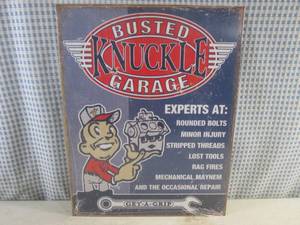 BUSTED
KNUCKLE
GARAGE
EXPERTS AT:
ROUNDED BOLTS
MINOR INJURY
STRIPPED THREADS
LOST TOOLS
RAG FIRES
MECHANICAL MAYHEM
AND THE OCCASIONAL REPAIR
GET-A-GRIP